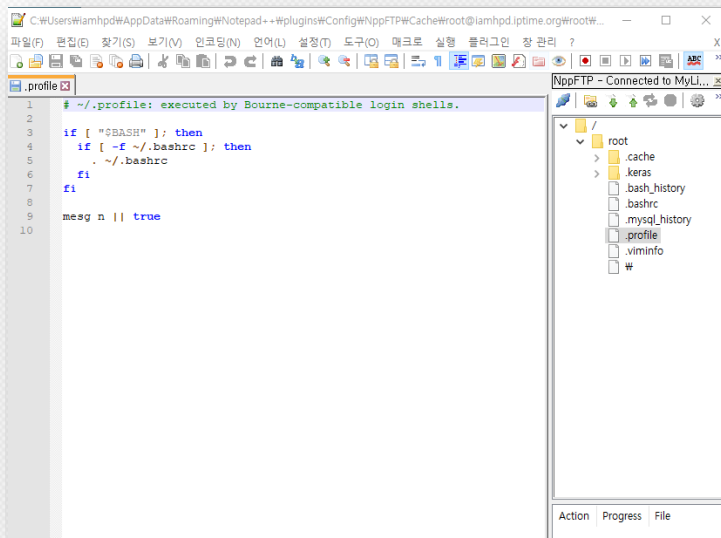 C:₩Users₩iamhpd₩AppData₩Roaming₩Notepad++₩plugins₩Config₩NppFTP₩Cache₩root@iamhpd.iptime.org₩root₩...
파일(F) 편집(E) 찾기(S) 보기(V) 인코딩(N) 언어(L) 설정(T) 도구(O) 매크로 실행 플러그인 창 관리 ? X
ABC
.profile
NppFTP - Connected to MyLi...
1 # ~/.profile: executed by Bourne-compatible login shells.
2
3 if [ "$BASH" ]; then
4   if [ -f ~/.bashrc ]; then
5     . ~/.bashrc
6   fi
7 fi
8
9 mesg n || true
10
/
root
.cache
.keras
.bash_history
.bashrc
.mysql_history
.profile
.viminfo
₩
Action Progress File